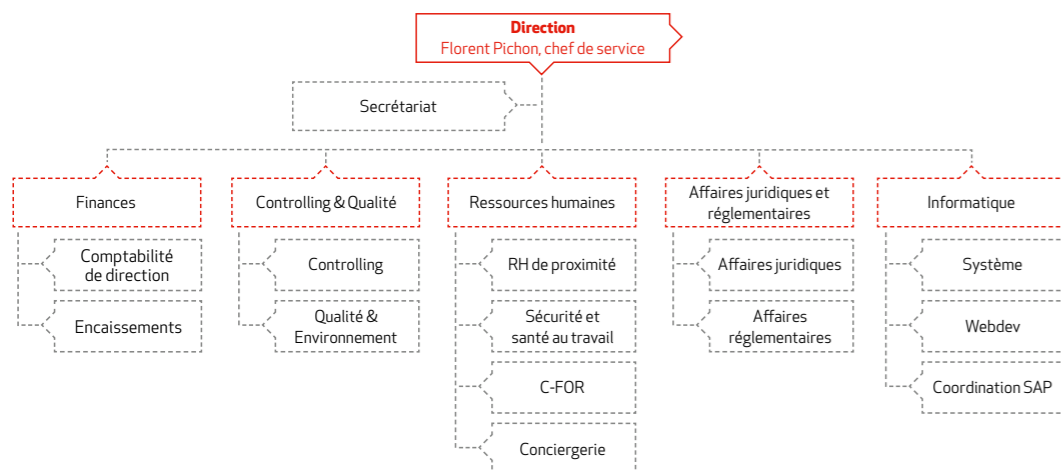 Direction
Florent Pichon, chef de service
Secrétariat
Finances
Comptabilité
de direction
Encaissements
Controlling & Qualité
Controlling
Qualité &
Environnement
Ressources humaines
RH de proximité
Sécurité et
santé au travail
C-FOR
Conciergerie
Affaires juridiques et
réglementaires
Affaires juridiques
Affaires
réglementaires
Informatique
Système
Webdev
Coordination SAP